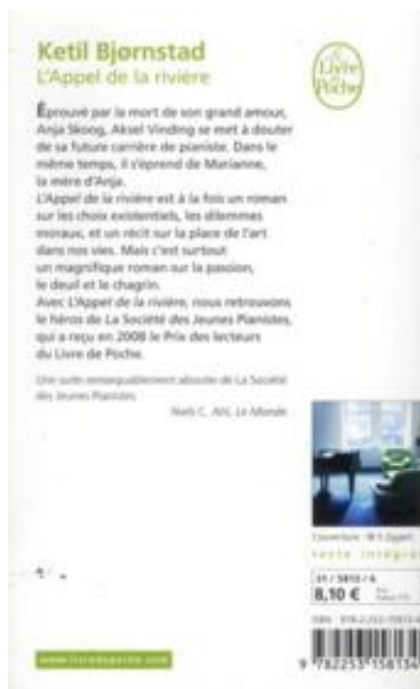 Ketil Bjørnstad
L'Appel de la rivière
Le Livre de Poche
Éprouvé par la mort de son grand amour,
Anja Skoog, Aksel Vinding se met à douter
de sa future carrière de pianiste. Dans le
même temps, il s'éprend de Marianne,
la mère d'Anja.
L'Appel de la rivière est à la fois un roman
sur les choix existentiels, les dilemmes
moraux, et un récit sur la place de l'art
dans nos vies. Mais c'est surtout
un magnifique roman sur la passion,
le deuil et le chagrin.
Avec L'Appel de la rivière, nous retrouvons
le héros de La Société des Jeunes Pianistes,
qui a reçu en 2008 le Prix des lecteurs
du Livre de Poche.
Une suite remarquablement aboutie de La Société
des Jeunes Pianistes.
Niels C. Ahl, Le Monde.
Couverture :
texte intégral
31 / 5813 / 4
8,10 €
www.livredepoche.com
9 782253 158134